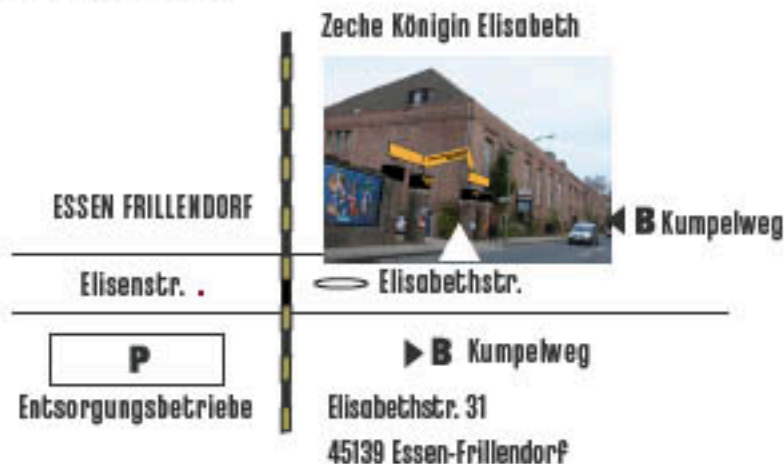 Zeche Königin Elisabeth
ESSEN FRILLENDORF
B Kumpelweg
Elisenstr. .
Elisabethstr.
P
B Kumpelweg
Entsorgungsbetriebe
Elisabethstr. 31
45139 Essen-Frillendorf